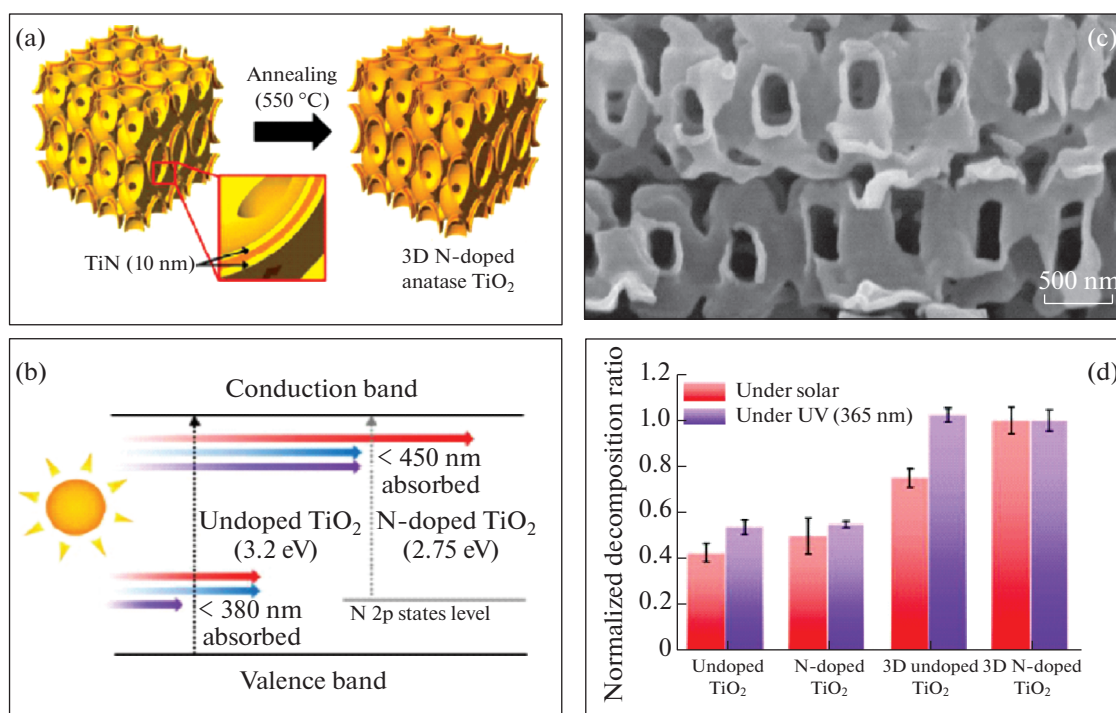 (a)
Annealing
(550 °C)
TiN (10 nm)
3D N-doped
anatase TiO₂
(c)
500 nm
(b)
Conduction band
< 450 nm
absorbed
Undoped TiO₂
(3.2 eV)
N-doped TiO₂
(2.75 eV)
< 380 nm
absorbed
N 2p states level
Valence band
(d)
Normalized decomposition ratio
1.2
1.0
0.8
0.6
0.4
0.2
0
Under solar
Under UV (365 nm)
Undoped
TiO₂
N-doped
TiO₂
3D undoped
TiO₂
3D N-doped
TiO₂